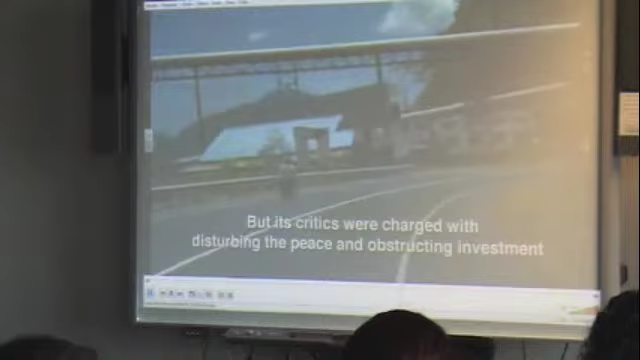 But its critics were charged with
disturbing the peace and obstructing investment